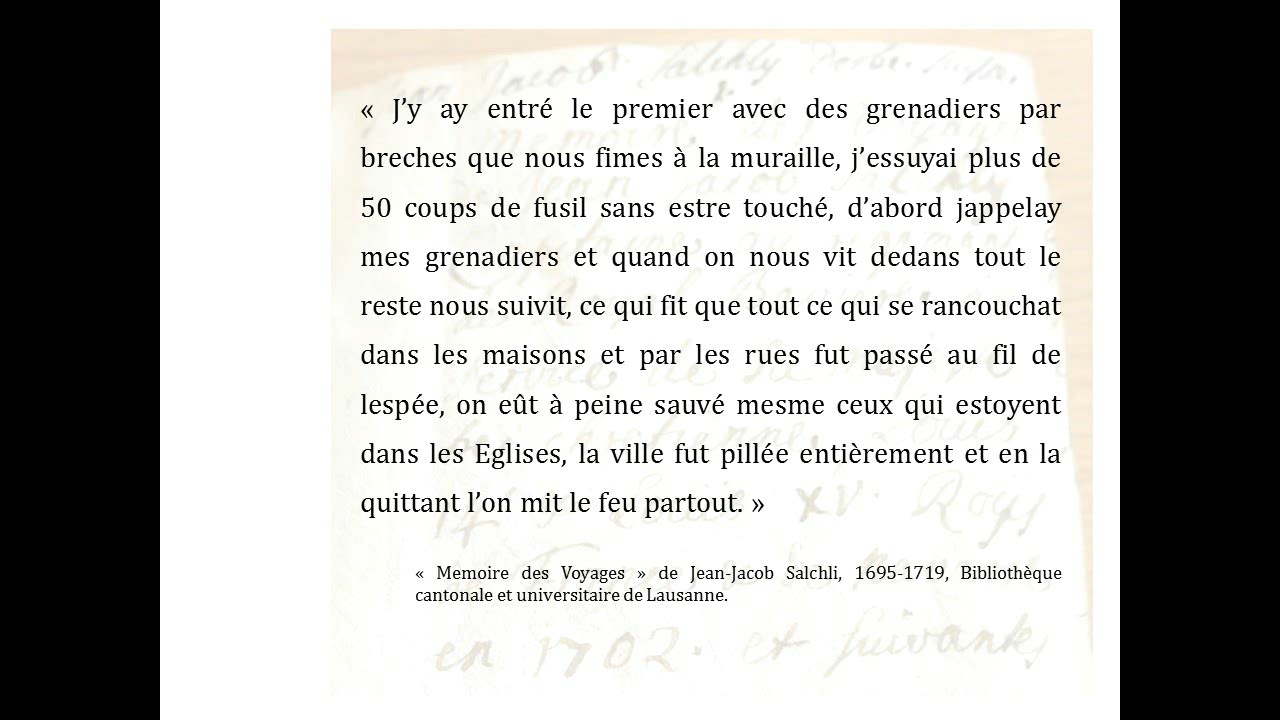 « J’y ay entré le premier avec des grenadiers par
breches que nous fimes à la muraille, j’essuyai plus de
50 coups de fusil sans estre touché, d’abord jappelay
mes grenadiers et quand on nous vit dedans tout le
reste nous suivit, ce qui fit que tout ce qui se rancouchat
dans les maisons et par les rues fut passé au fil de
lespée, on eût à peine sauvé mesme ceux qui estoyent
dans les Eglises, la ville fut pillée entièrement et en la
quittant l’on mit le feu partout. »
« Memoire des Voyages » de Jean-Jacob Salchli, 1695-1719, Bibliothèque
cantonale et universitaire de Lausanne.
en 1702. et suivantes